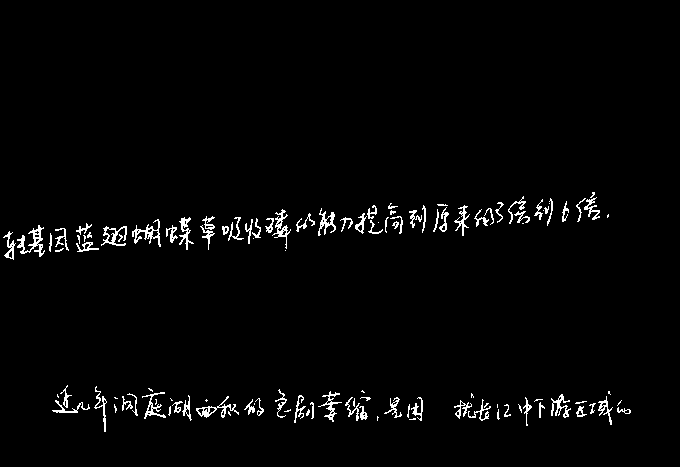 转基因蓝翅蝴蝶草吸收磷的能力提高到原来的3倍到6倍.
近几年洞庭湖面积的急剧萎缩,是困 扰长江中下游区域的